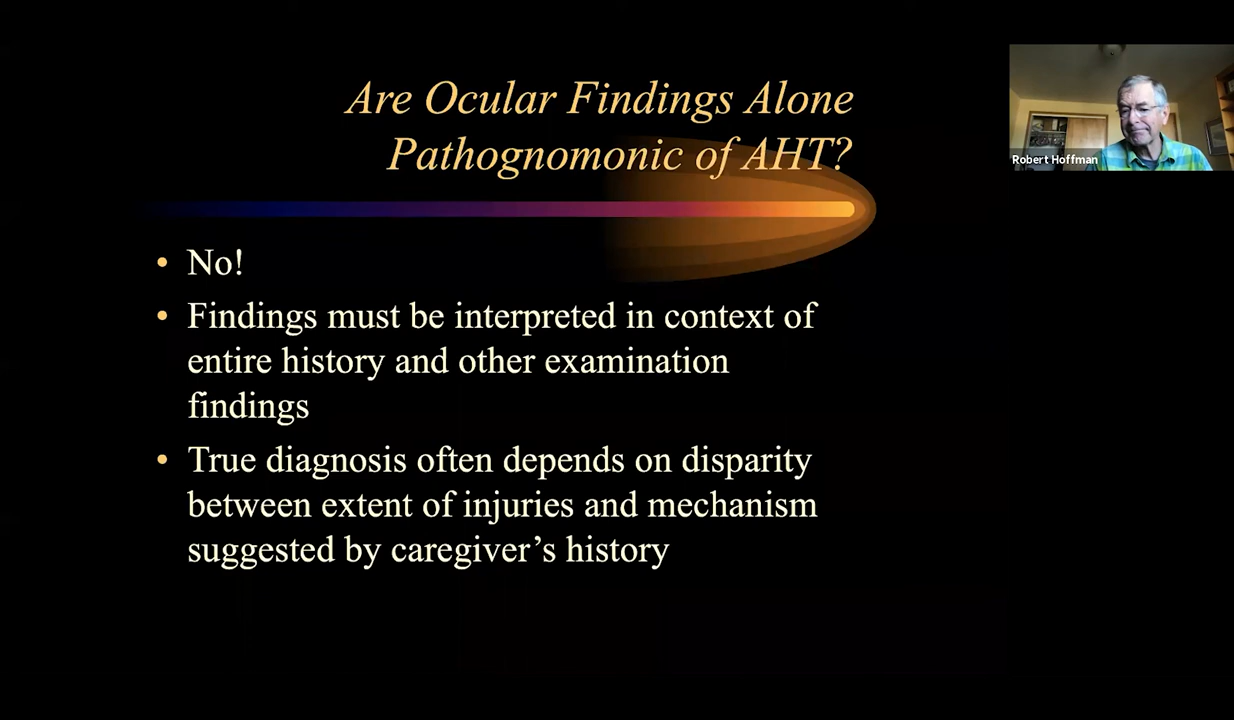 Are Ocular Findings Alone
Pathognomonic of AHT?
Robert Hoffman
• No!
• Findings must be interpreted in context of
entire history and other examination
findings
• True diagnosis often depends on disparity
between extent of injuries and mechanism
suggested by caregiver’s history